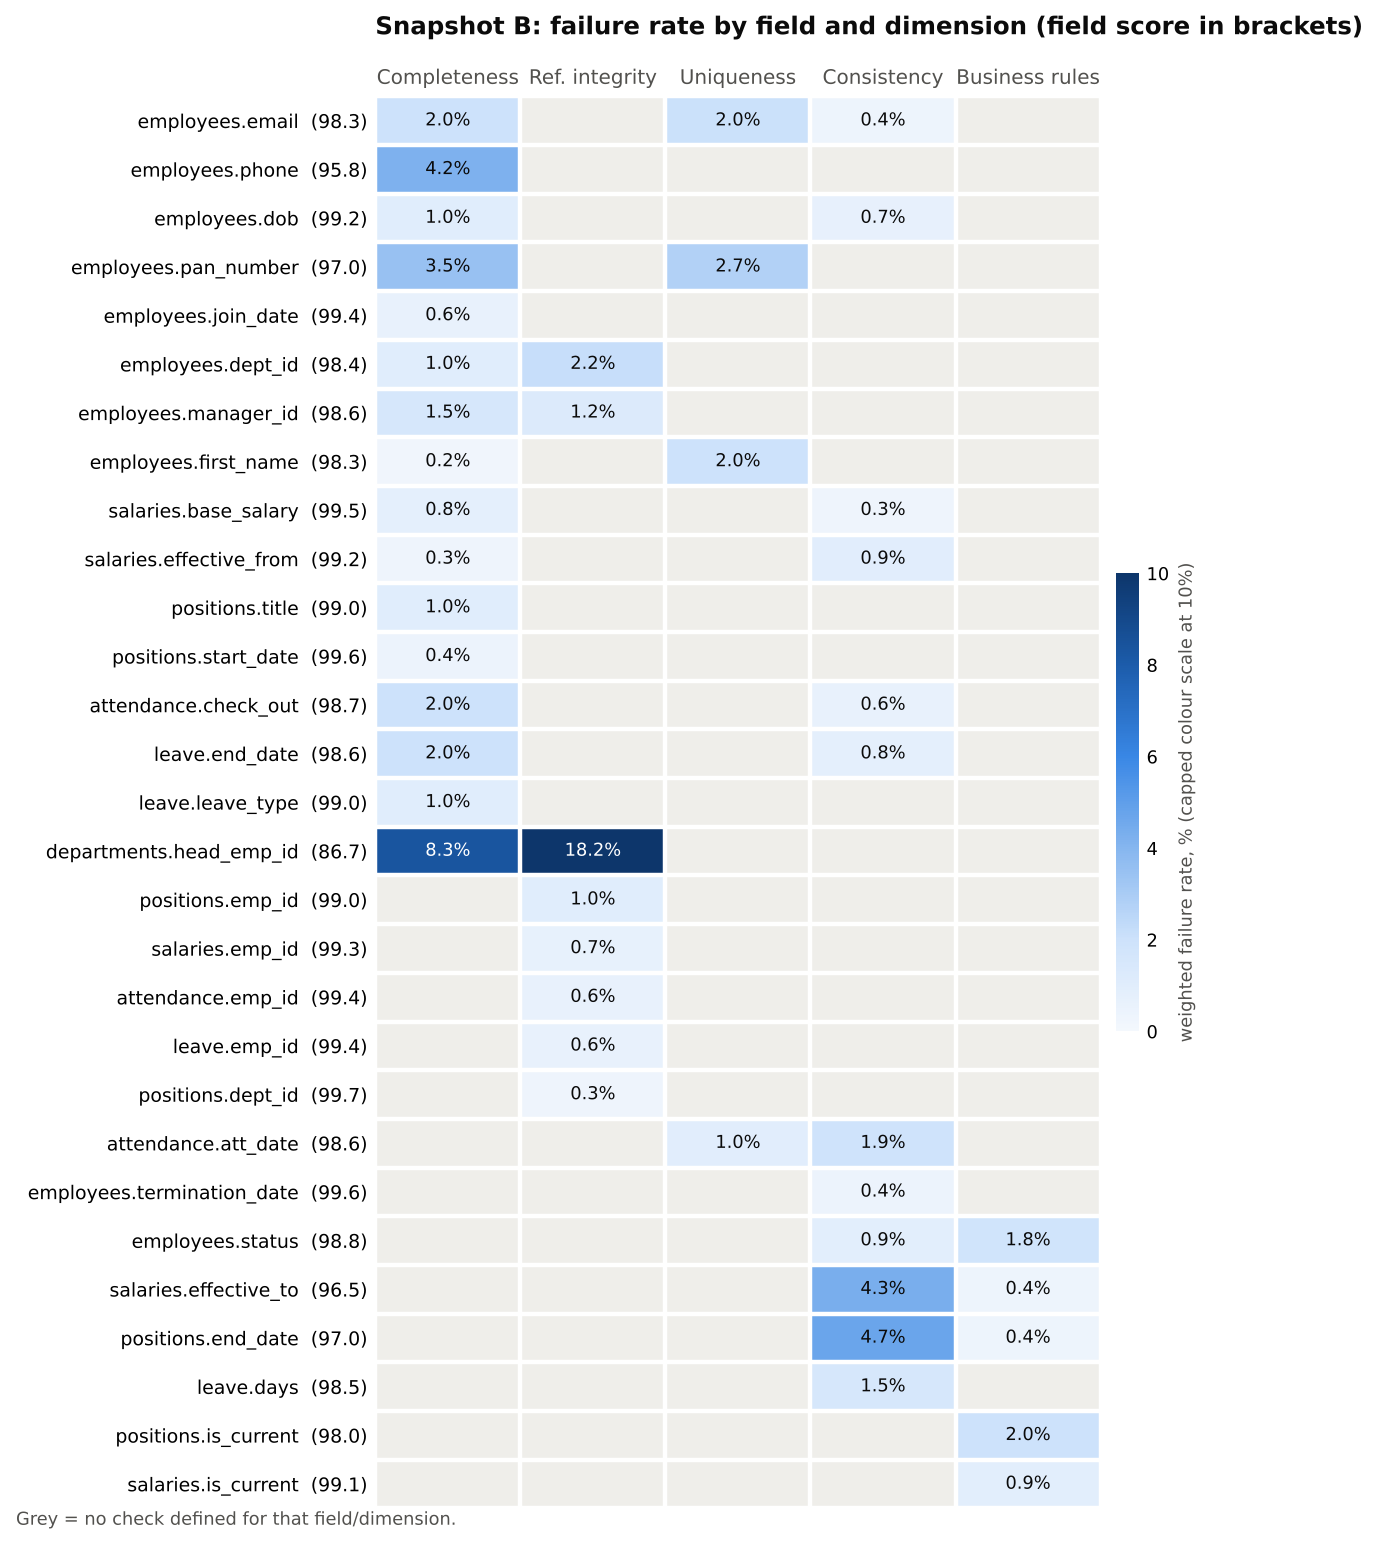 Snapshot B: failure rate by field and dimension (field score in brackets)
Completeness Ref. integrity Uniqueness Consistency Business rules
employees.email (98.3) 2.0% 2.0% 0.4%
employees.phone (95.8) 4.2%
employees.dob (99.2) 1.0% 0.7%
employees.pan_number (97.0) 3.5% 2.7%
employees.join_date (99.4) 0.6%
employees.dept_id (98.4) 1.0% 2.2%
employees.manager_id (98.6) 1.5% 1.2%
employees.first_name (98.3) 0.2% 2.0%
salaries.base_salary (99.5) 0.8% 0.3%
salaries.effective_from (99.2) 0.3% 0.9%
positions.title (99.0) 1.0%
positions.start_date (99.6) 0.4%
attendance.check_out (98.7) 2.0% 0.6%
leave.end_date (98.6) 2.0% 0.8%
leave.leave_type (99.0) 1.0%
departments.head_emp_id (86.7) 8.3% 18.2%
positions.emp_id (99.0) 1.0%
salaries.emp_id (99.3) 0.7%
attendance.emp_id (99.4) 0.6%
leave.emp_id (99.4) 0.6%
positions.dept_id (99.7) 0.3%
attendance.att_date (98.6) 1.0% 1.9%
employees.termination_date (99.6) 0.4%
employees.status (98.8) 0.9% 1.8%
salaries.effective_to (96.5) 4.3% 0.4%
positions.end_date (97.0) 4.7% 0.4%
leave.days (98.5) 1.5%
positions.is_current (98.0) 2.0%
salaries.is_current (99.1) 0.9%
10
8
6
4
2
0
weighted failure rate, % (capped colour scale at 10%)
Grey = no check defined for that field/dimension.